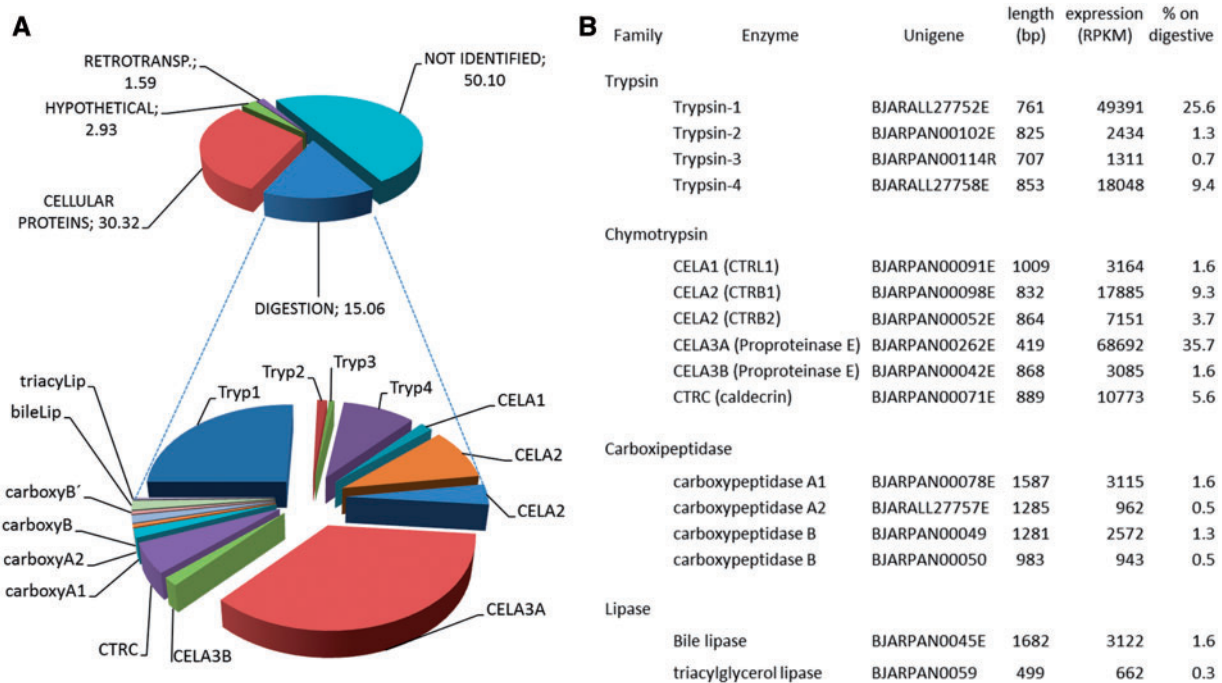 A
RETROTRANSP.;
1.59
HYPOTHETICAL;
2.93
NOT IDENTIFIED;
50.10
CELLULAR
PROTEINS; 30.32
DIGESTION; 15.06
triacyLip
bileLip
carboxyB´
carboxyB
carboxyA2
carboxyA1
CTRC
CELA3B
Tryp1
Tryp2
Tryp3
Tryp4
CELA1
CELA2
CELA2
CELA3A
B
Family Enzyme Unigene length (bp) expression (RPKM) % on digestive
Trypsin
Trypsin-1 BJARALL27752E 761 49391 25.6
Trypsin-2 BJARPAN00102E 825 2434 1.3
Trypsin-3 BJARPAN00114R 707 1311 0.7
Trypsin-4 BJARALL27758E 853 18048 9.4
Chymotrypsin
CELA1 (CTRL1) BJARPAN00091E 1009 3164 1.6
CELA2 (CTRB1) BJARPAN00098E 832 17885 9.3
CELA2 (CTRB2) BJARPAN00052E 864 7151 3.7
CELA3A (Proproteinase E) BJARPAN00262E 419 68692 35.7
CELA3B (Proproteinase E) BJARPAN00042E 868 3085 1.6
CTRC (caldecrin) BJARPAN00071E 889 10773 5.6
Carboxipeptidase
carboxypeptidase A1 BJARPAN00078E 1587 3115 1.6
carboxypeptidase A2 BJARALL27757E 1285 962 0.5
carboxypeptidase B BJARPAN00049 1281 2572 1.3
carboxypeptidase B BJARPAN00050 983 943 0.5
Lipase
Bile lipase BJARPAN0045E 1682 3122 1.6
triacylglycerol lipase BJARPAN0059 499 662 0.3